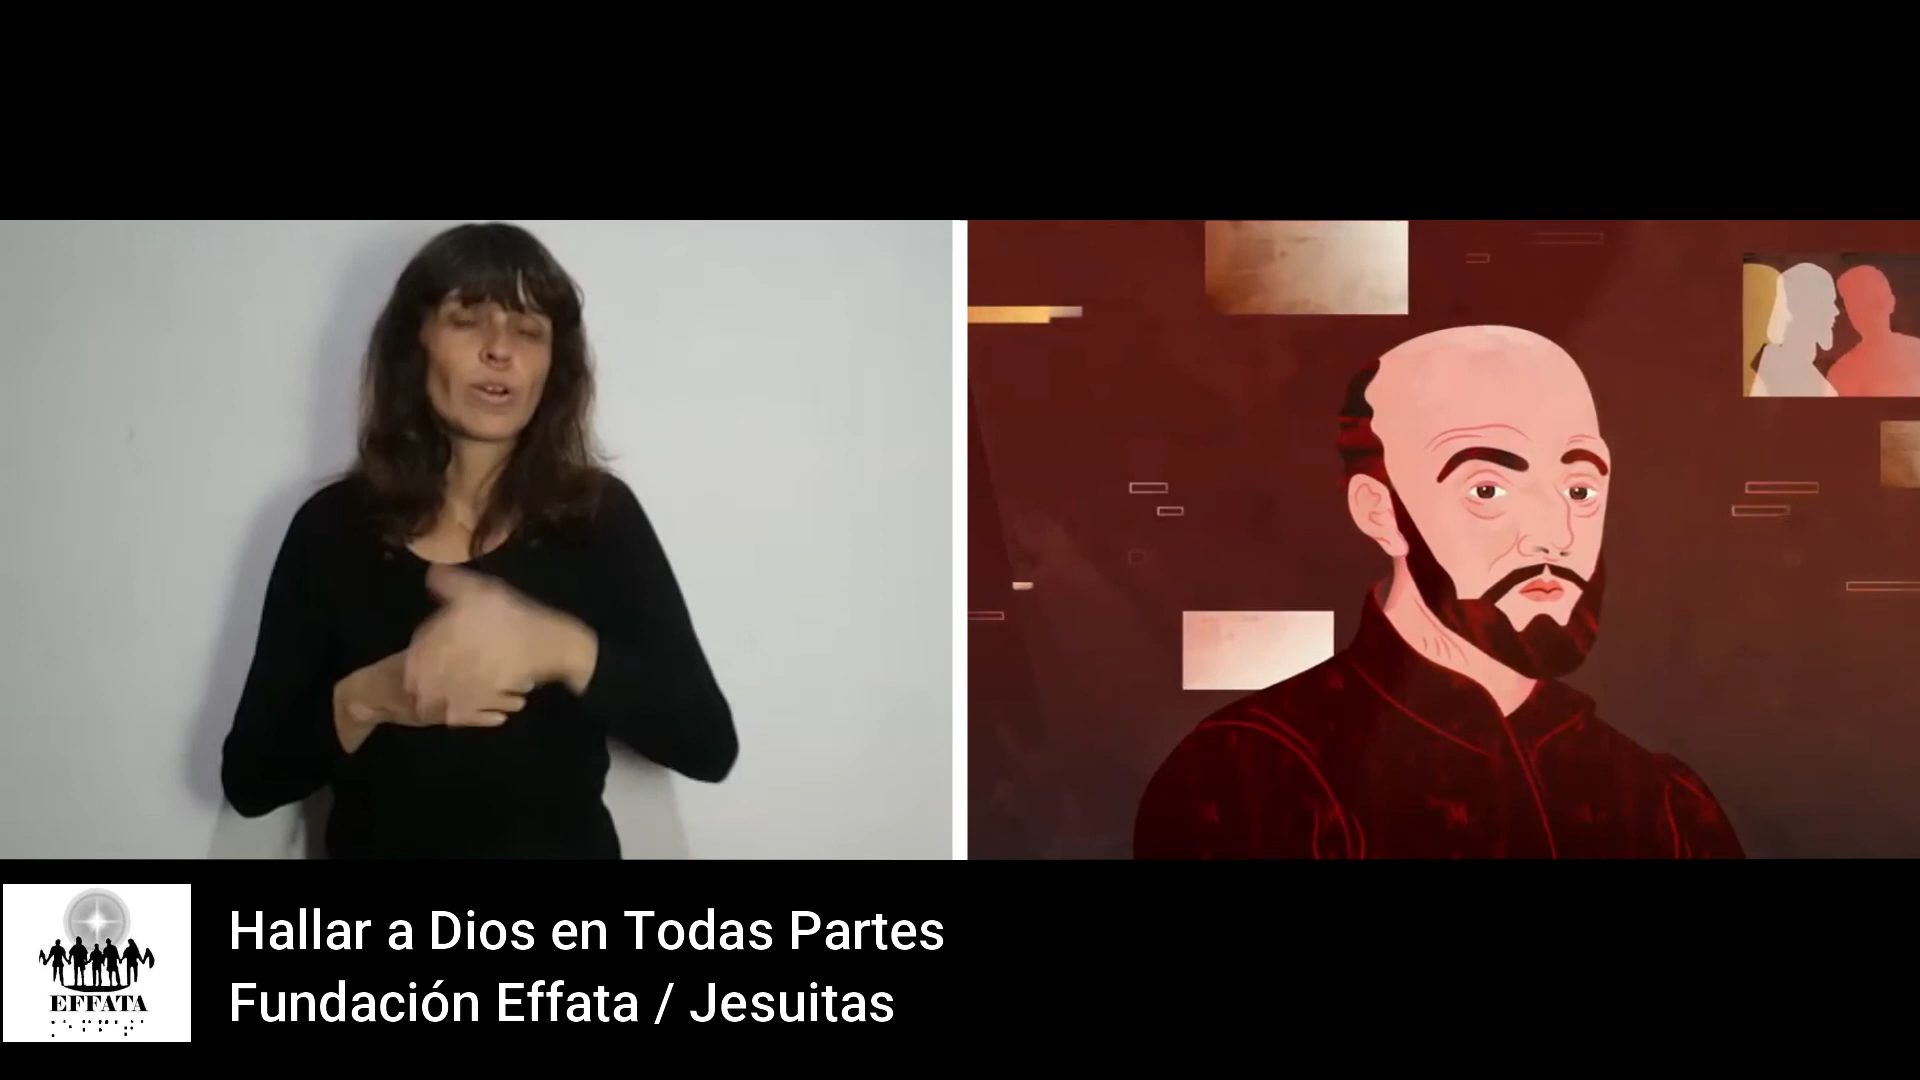 Hallar a Dios en Todas Partes
Fundación Effata / Jesuitas
EFFATA